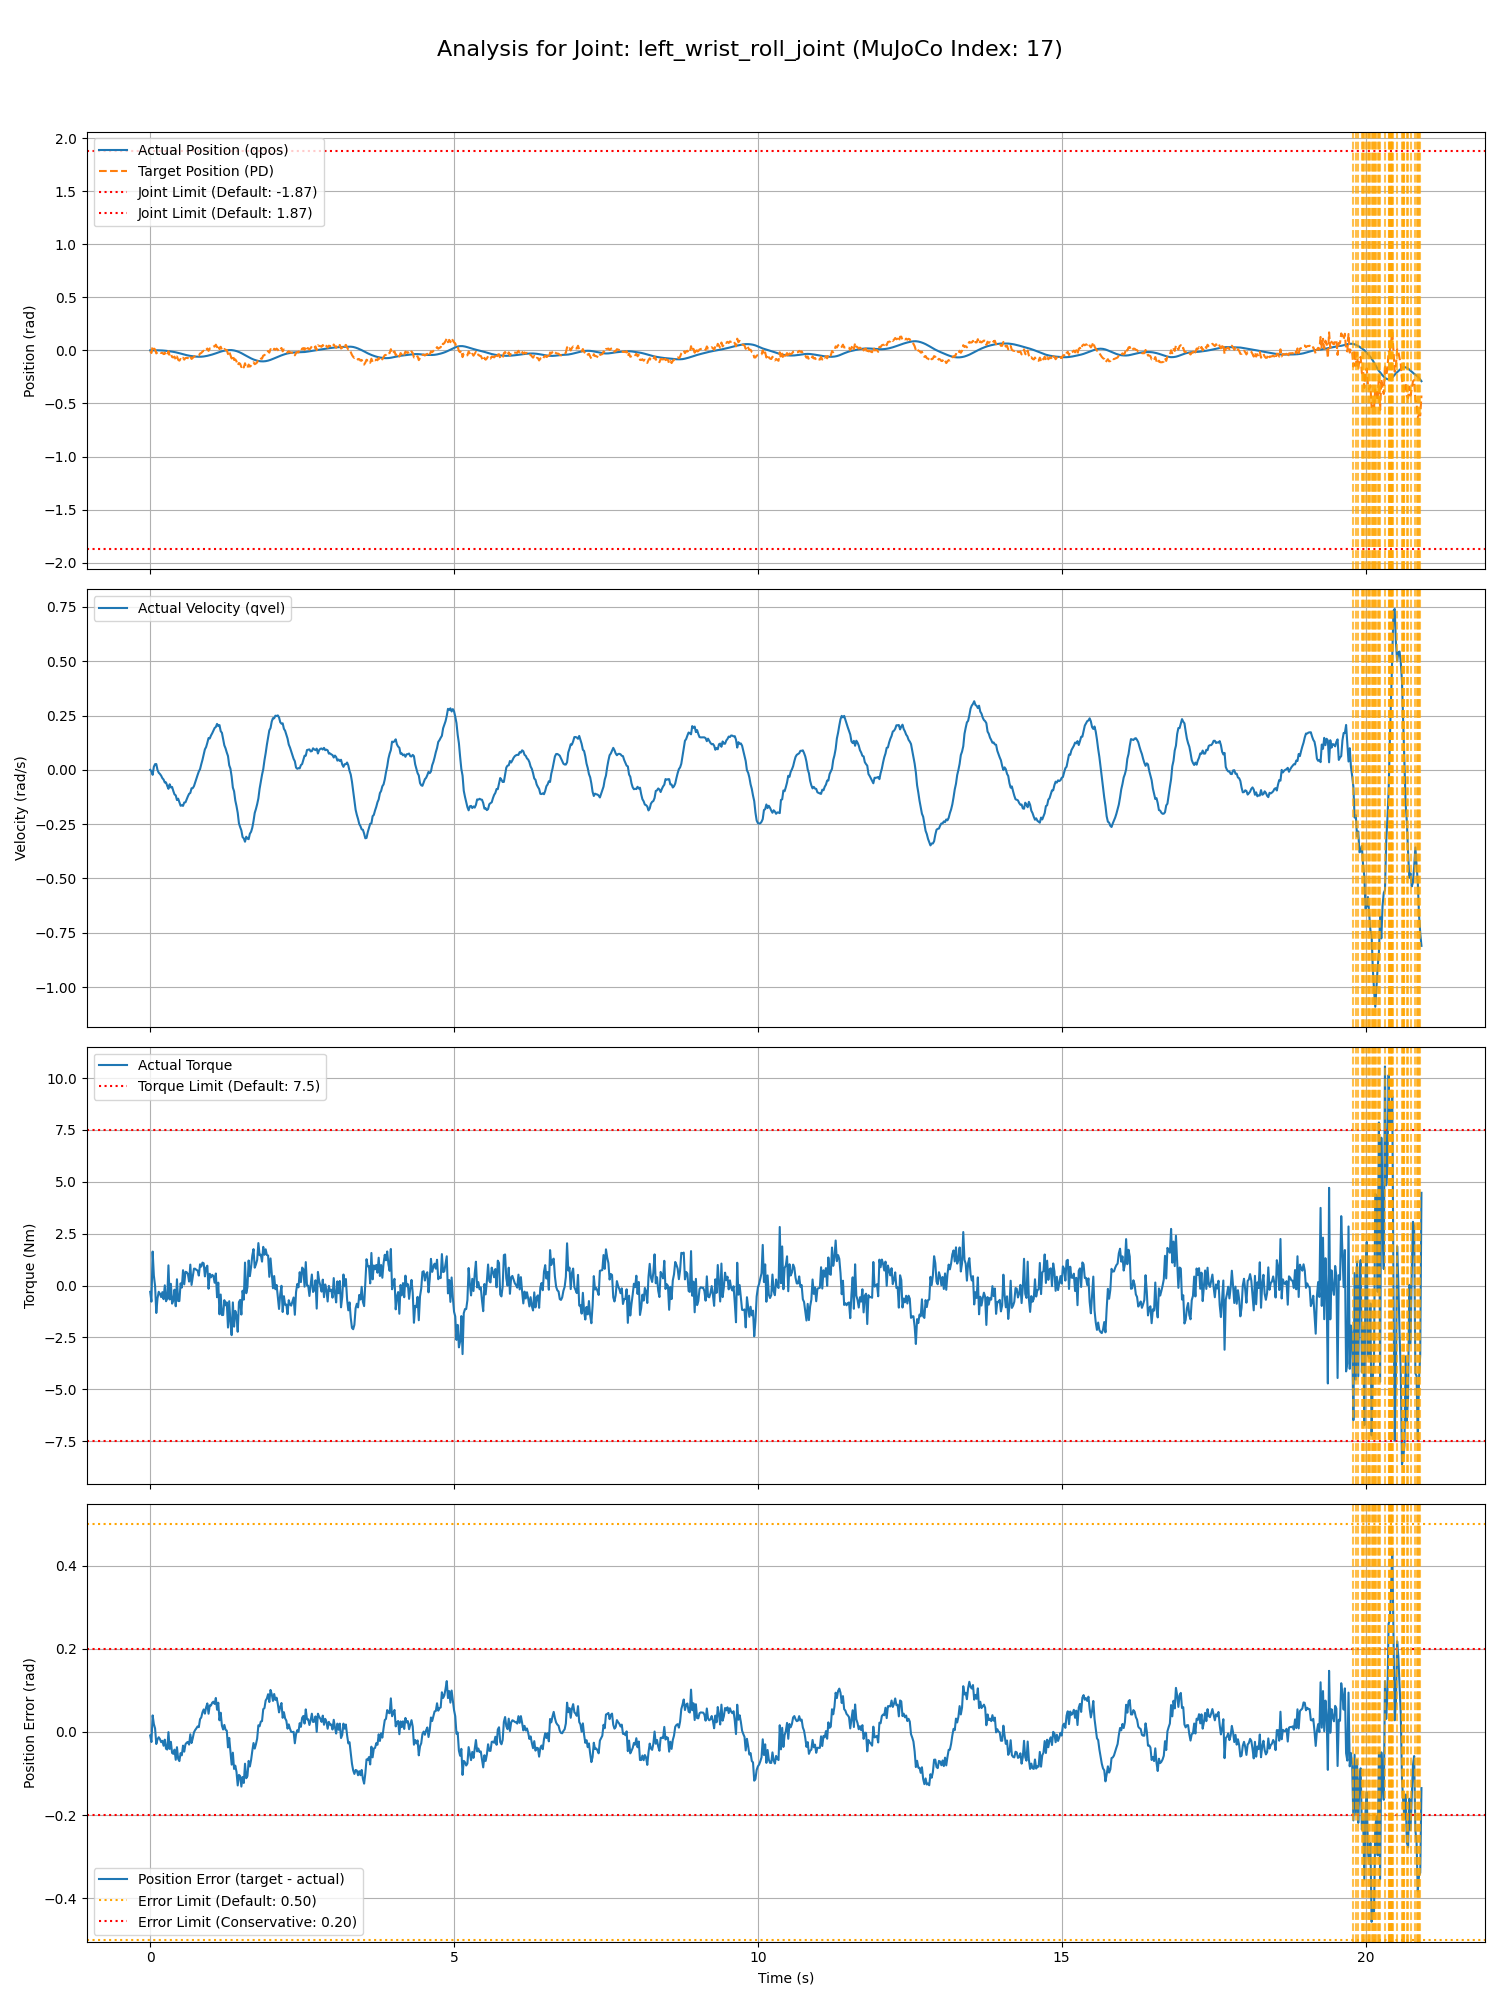 Analysis for Joint: left_wrist_roll_joint (MuJoCo Index: 17)
2.0
1.5
1.0
0.5
0.0
−0.5
−1.0
−1.5
−2.0
Position (rad)
Actual Position (qpos)
Target Position (PD)
Joint Limit (Default: -1.87)
Joint Limit (Default: 1.87)
0.75
0.50
0.25
0.00
−0.25
−0.50
−0.75
−1.00
Velocity (rad/s)
Actual Velocity (qvel)
10.0
7.5
5.0
2.5
0.0
−2.5
−5.0
−7.5
Torque (Nm)
Actual Torque
Torque Limit (Default: 7.5)
0.4
0.2
0.0
−0.2
−0.4
Position Error (rad)
Position Error (target - actual)
Error Limit (Default: 0.50)
Error Limit (Conservative: 0.20)
0 5 10 15 20
Time (s)